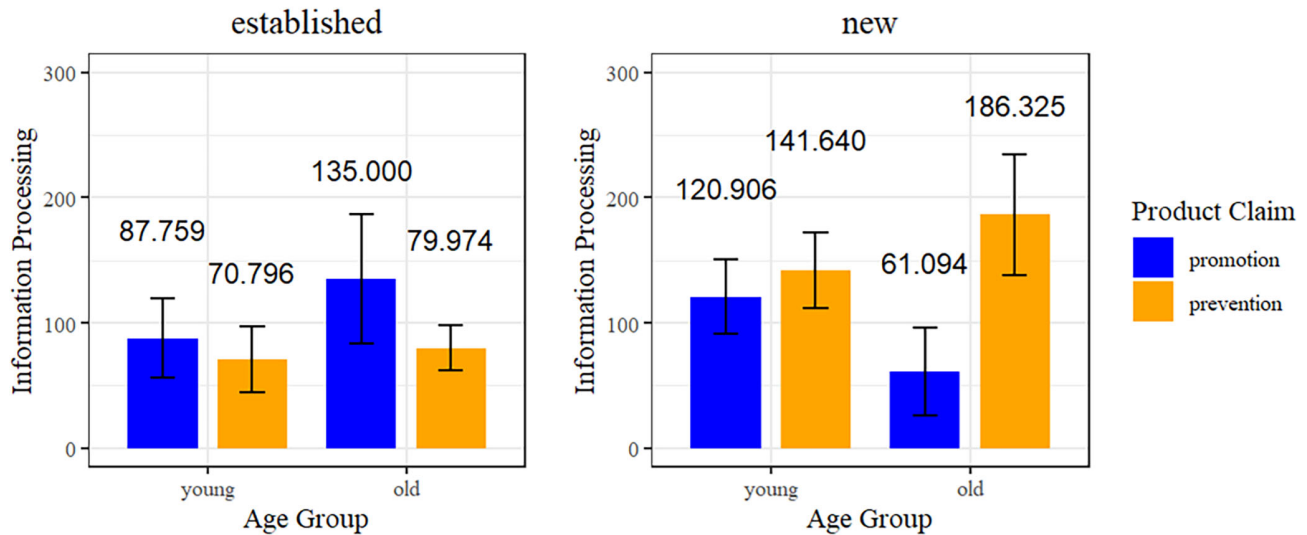 established
new
300
200
100
0
Information Processing
87.759
70.796
135.000
79.974
young
old
Age Group
300
200
100
0
Information Processing
120.906
141.640
61.094
186.325
young
old
Age Group
Product Claim
promotion
prevention